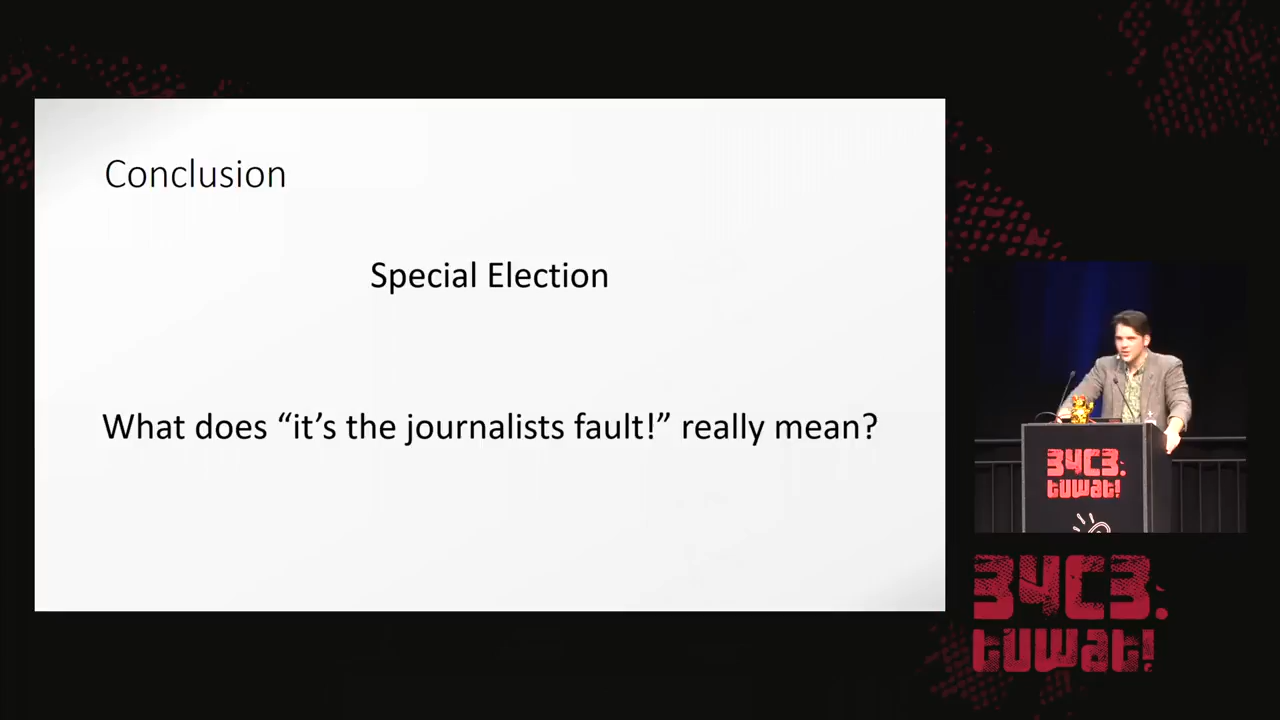 Conclusion
Special Election
What does “it’s the journalists fault!” really mean?
34C3.
tuwat!
34C3.
tuwat!